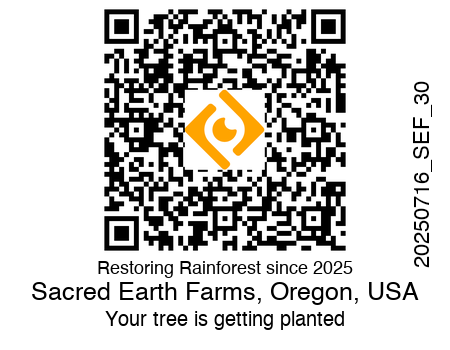 Restoring Rainforest since 2025
Sacred Earth Farms, Oregon, USA
Your tree is getting planted
20250716_SEF_30